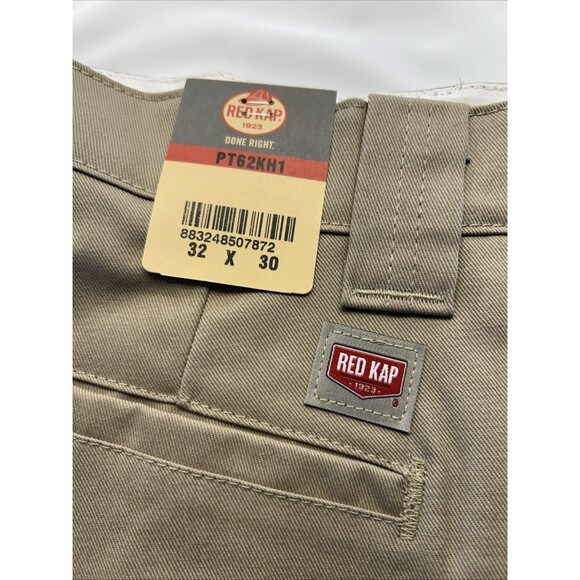 RED KAP
1923
DONE RIGHT.
PT62KH1
883248507872
32 X 30
RED KAP
· 1923 ·
®